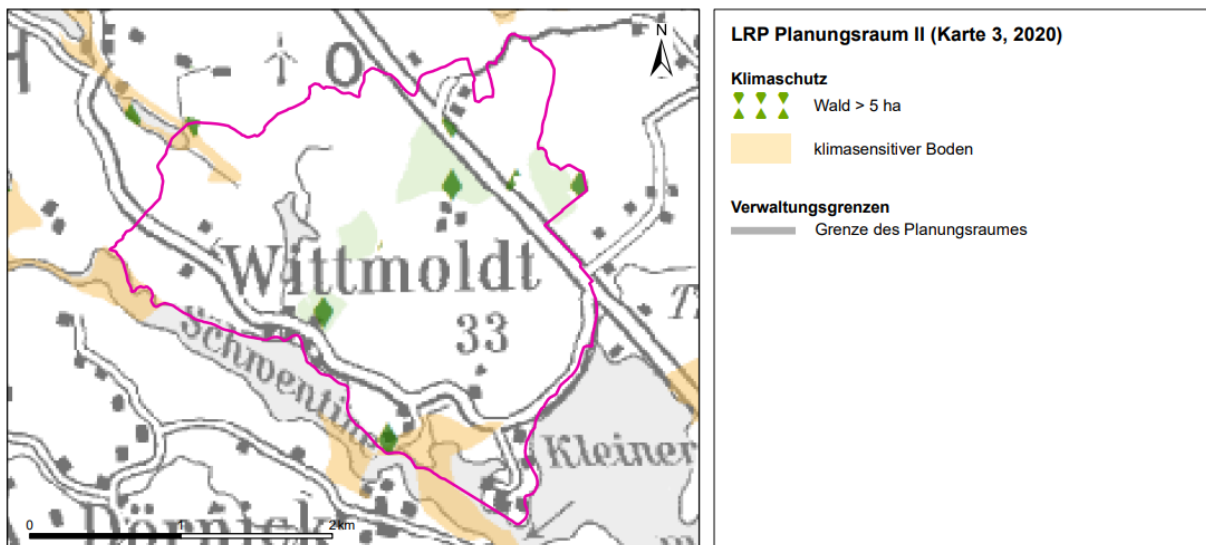 N
O
Wittmoldt
33
Schwentine
Kleiner
0
1
2 km
LRP Planungsraum II (Karte 3, 2020)
Klimaschutz
Wald > 5 ha
klimasensitiver Boden
Verwaltungsgrenzen
Grenze des Planungsraumes